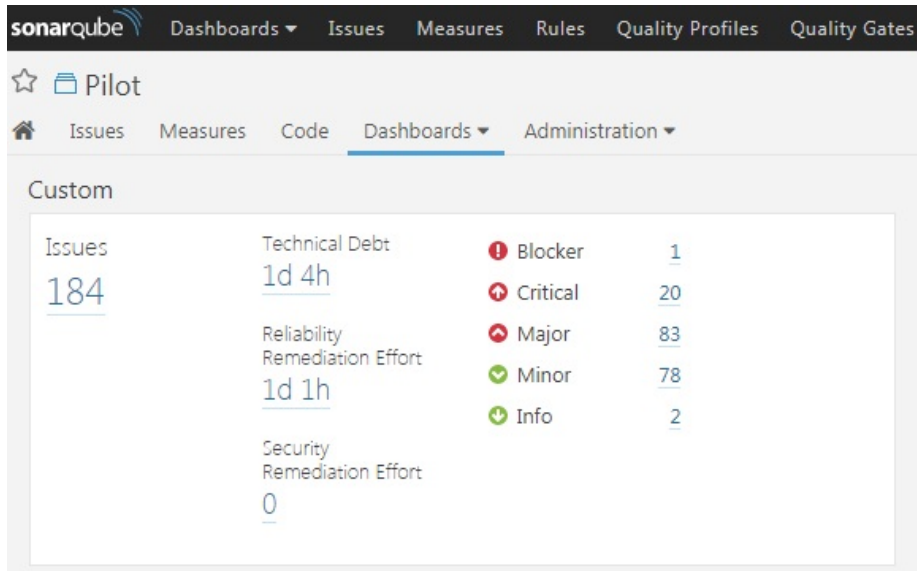 sonarqube Dashboards Issues Measures Rules Quality Profiles Quality Gates
Pilot
Issues Measures Code Dashboards Administration
Custom
Issues
184
Technical Debt
1d 4h
Reliability
Remediation Effort
1d 1h
Security
Remediation Effort
0
Blocker 1
Critical 20
Major 83
Minor 78
Info 2